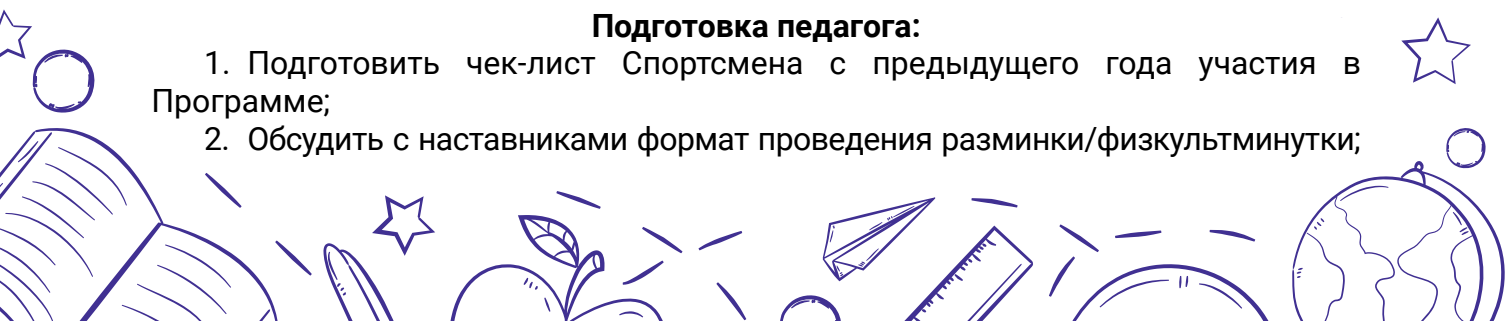 Подготовка педагога:
1. Подготовить чек-лист Спортсмена с предыдущего года участия в
Программе;
2. Обсудить с наставниками формат проведения разминки/физкультминутки;